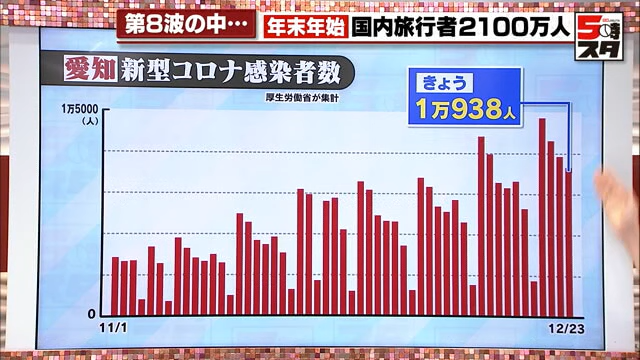 第8波の中… 年末年始 国内旅行者2100万人
5時スタ
愛知 新型コロナ感染者数
厚生労働省が集計
1万5000
(人)
きょう
1万938人
0
11/1
12/23